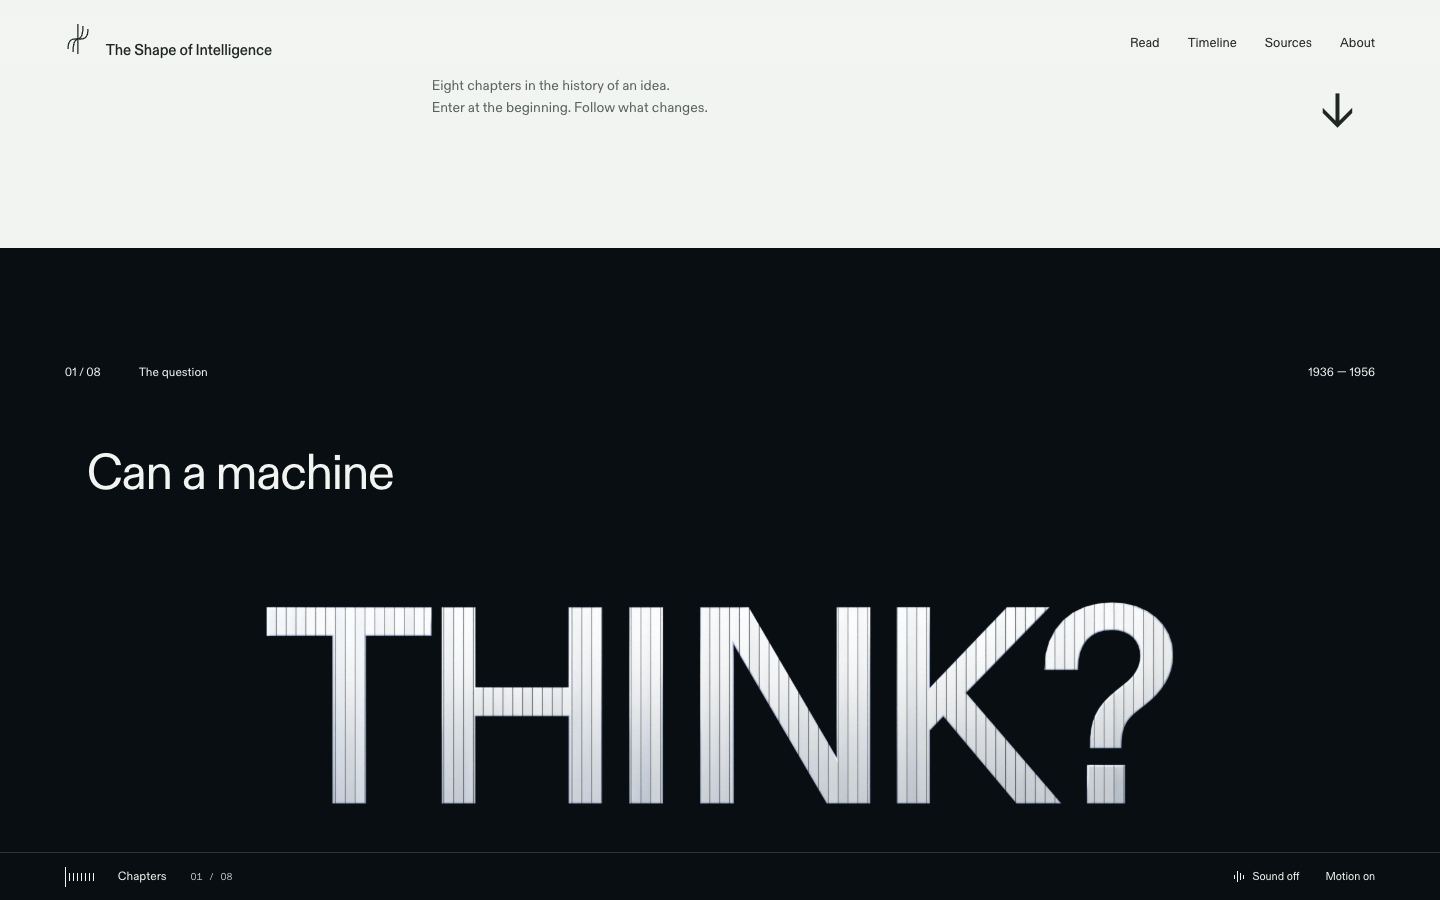 The Shape of Intelligence
Read
Timeline
Sources
About
Eight chapters in the history of an idea.
Enter at the beginning. Follow what changes.
01 / 08
The question
1936 — 1956
Can a machine
THINK?
Chapters
01 / 08
Sound off
Motion on